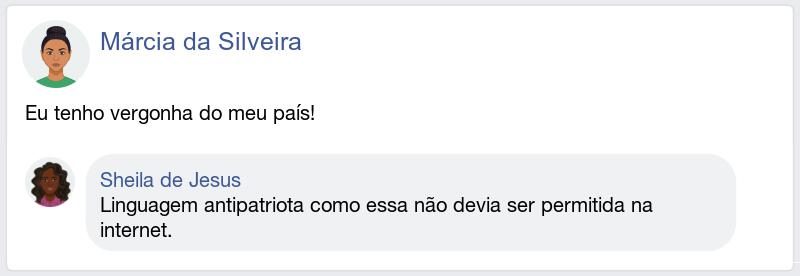 Márcia da Silveira
Eu tenho vergonha do meu país!
Sheila de Jesus
Linguagem antipatriota como essa não devia ser permitida na
internet.